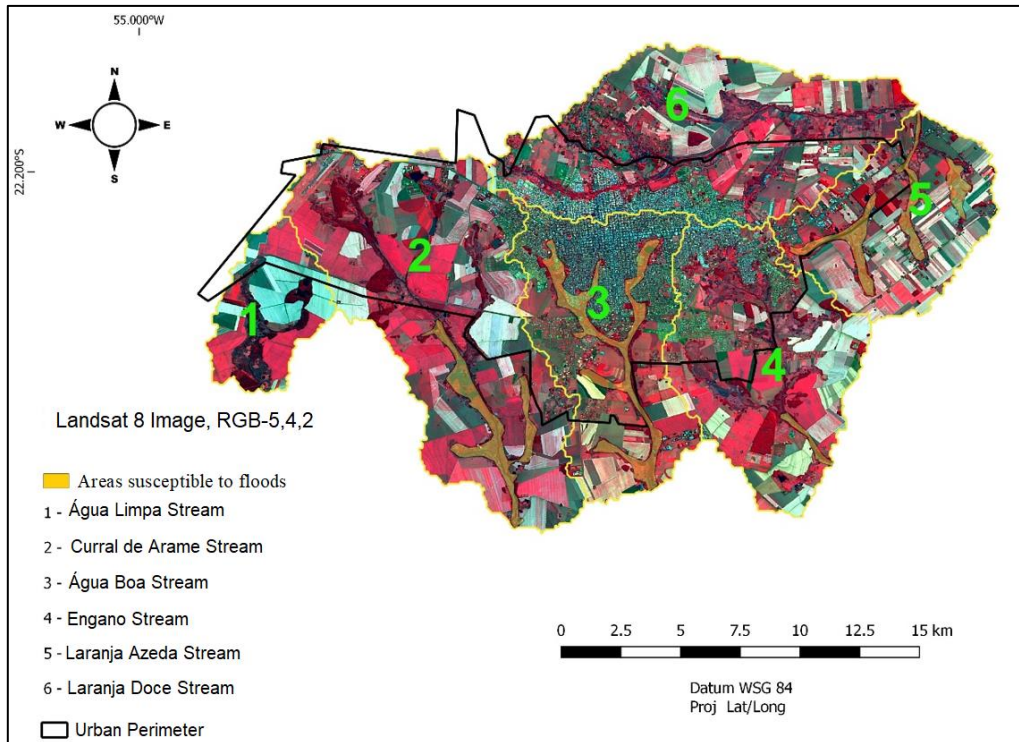 55.000°W
N
W E
S
22.200°S
6
5
2
1
3
4
Landsat 8 Image, RGB-5,4,2
Areas susceptible to floods
1 - Água Limpa Stream
2 - Curral de Arame Stream
3 - Água Boa Stream
4 - Engano Stream
5 - Laranja Azeda Stream
6 - Laranja Doce Stream
Urban Perimeter
0 2.5 5 7.5 10 12.5 15 km
Datum WSG 84
Proj Lat/Long